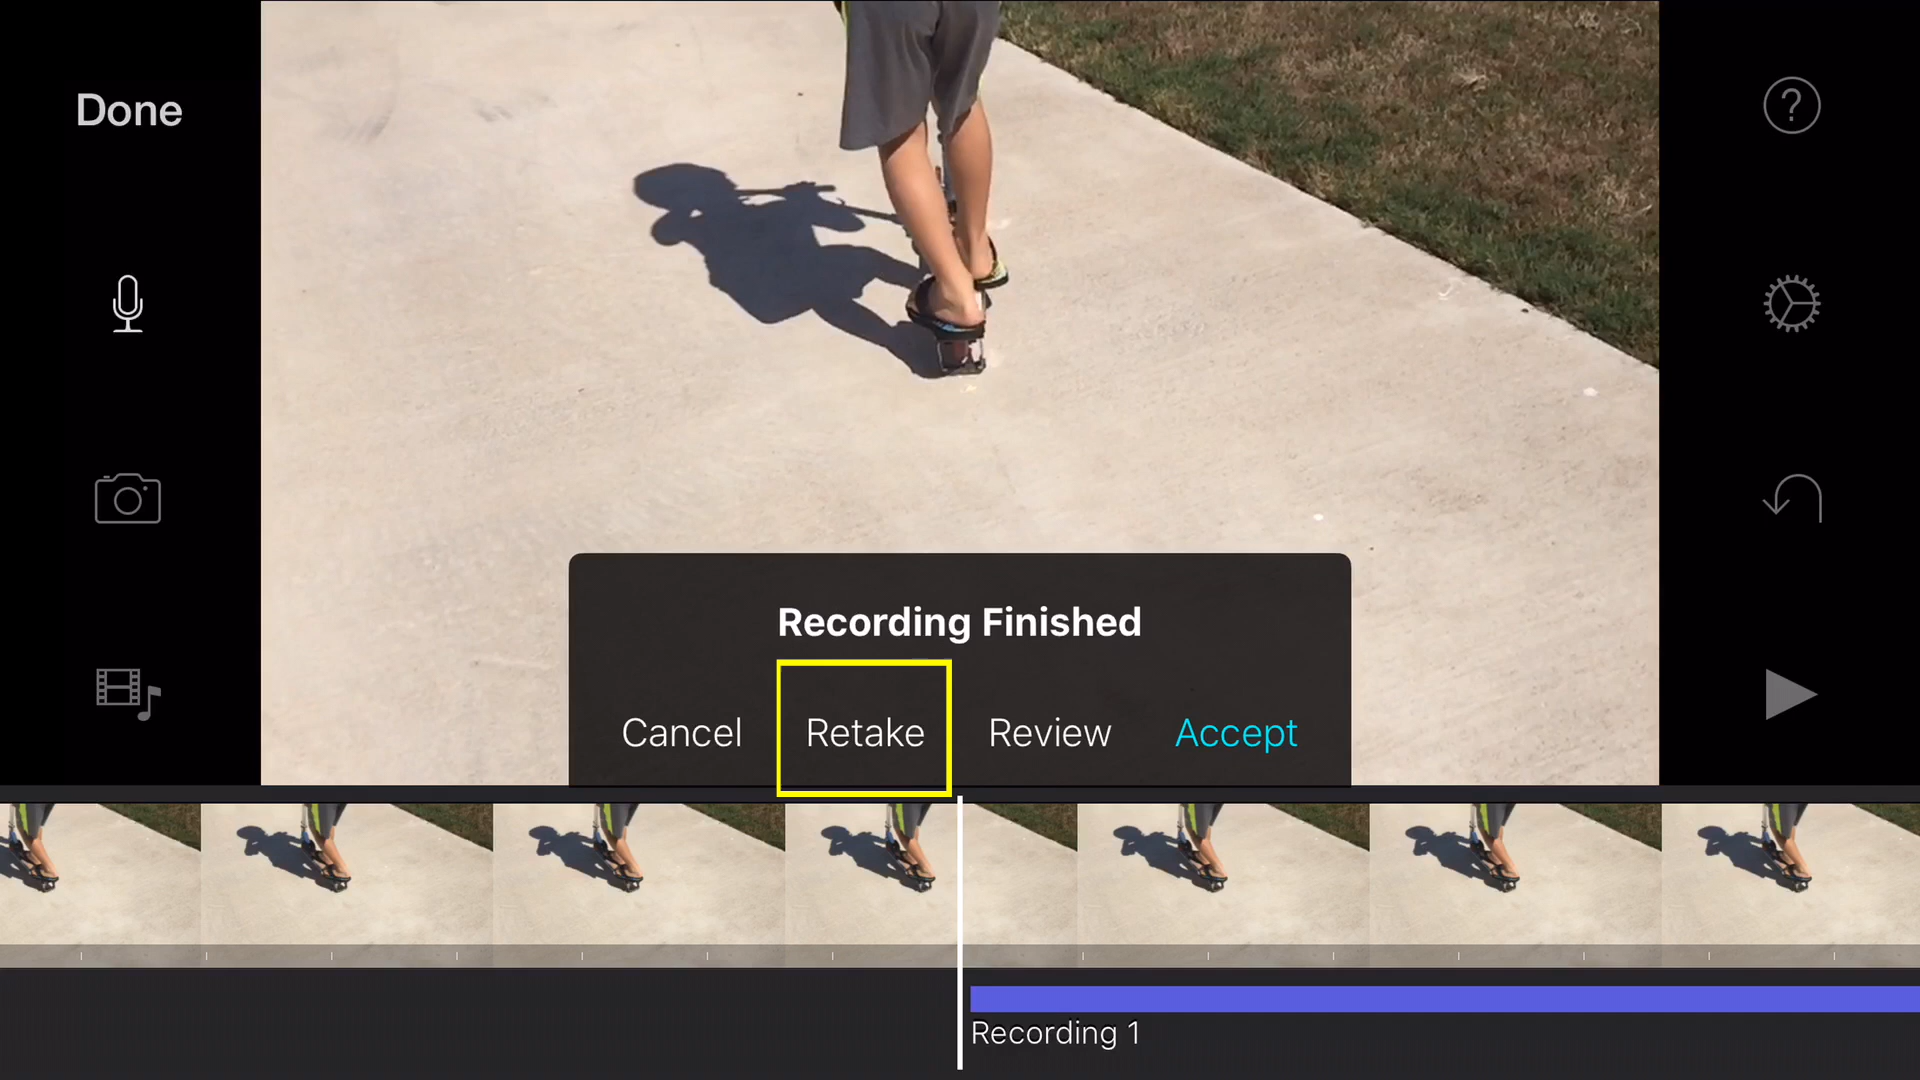 Done
?
Recording Finished
Cancel Retake Review Accept
Recording 1